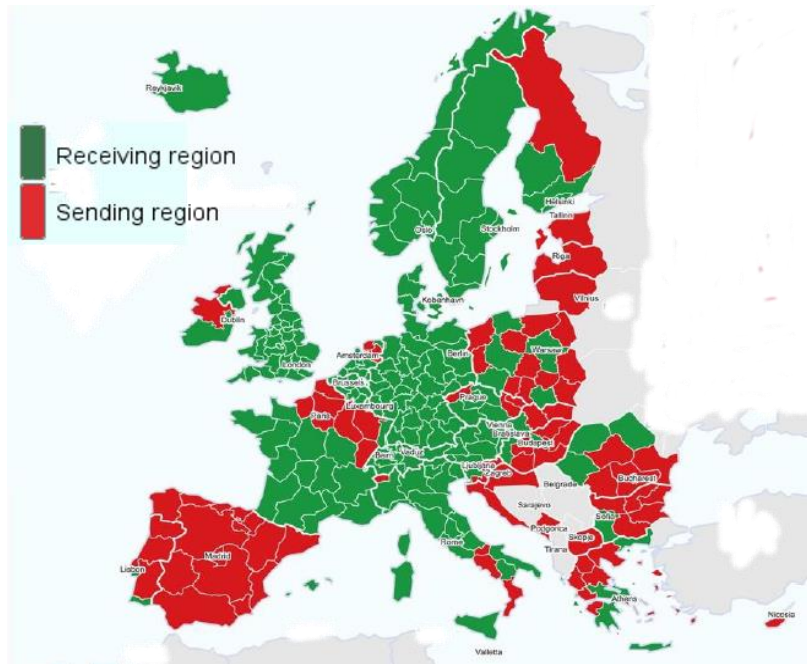 Reykjavik
Receiving region
Sending region
Helsinki
Tallinn
Oslo
Stockholm
Riga
Vilnius
København
Dublin
Amsterdam
Berlin
Warsaw
London
Brussels
Prague
Luxembourg
Paris
Vienna
Bratislava
Budapest
Bern
Vaduz
Ljubljana
Zagreb
Belgrade
Bucharest
Sarajevo
Sofia
Podgorica
Skopje
Rome
Tirana
Madrid
Lisbon
Athens
Nicosia
Valletta